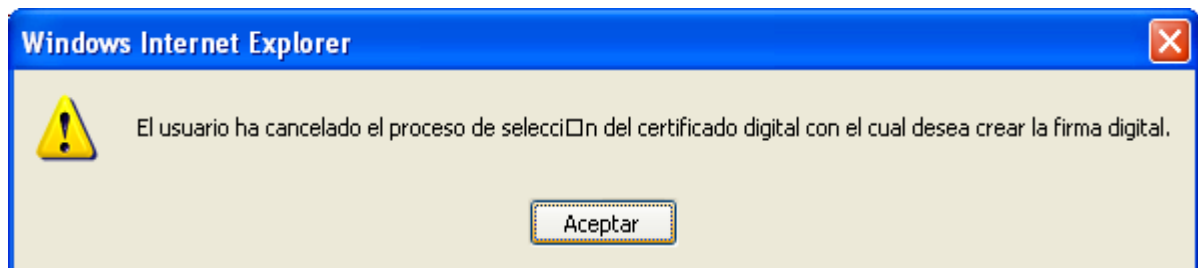 Windows Internet Explorer
El usuario ha cancelado el proceso de selecci□n del certificado digital con el cual desea crear la firma digital.
Aceptar